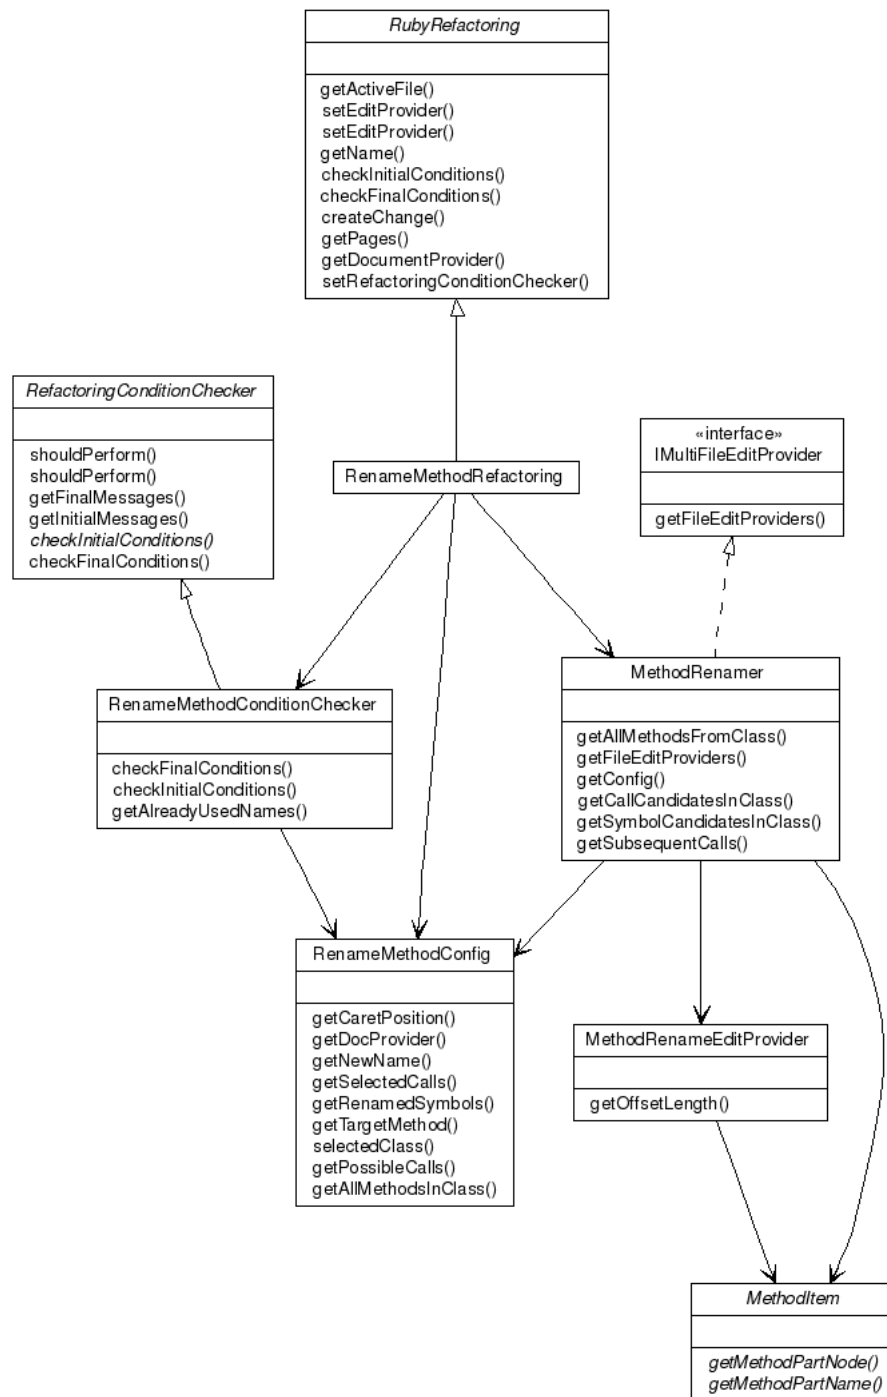 RubyRefactoring
getActiveFile()
setEditProvider()
setEditProvider()
getName()
checkInitialConditions()
checkFinalConditions()
createChange()
getPages()
getDocumentProvider()
setRefactoringConditionChecker()
RefactoringConditionChecker
shouldPerform()
shouldPerform()
getFinalMessages()
getInitialMessages()
checkInitialConditions()
checkFinalConditions()
RenameMethodRefactoring
«interface»
IMultiFileEditProvider
getFileEditProviders()
RenameMethodConditionChecker
checkFinalConditions()
checkInitialConditions()
getAlreadyUsedNames()
MethodRenamer
getAllMethodsFromClass()
getFileEditProviders()
getConfig()
getCallCandidatesInClass()
getSymbolCandidatesInClass()
getSubsequentCalls()
RenameMethodConfig
getCaretPosition()
getDocProvider()
getNewName()
getSelectedCalls()
getRenamedSymbols()
getTargetMethod()
selectedClass()
getPossibleCalls()
getAllMethodsInClass()
MethodRenameEditProvider
getOffsetLength()
MethodItem
getMethodPartNode()
getMethodPartName()